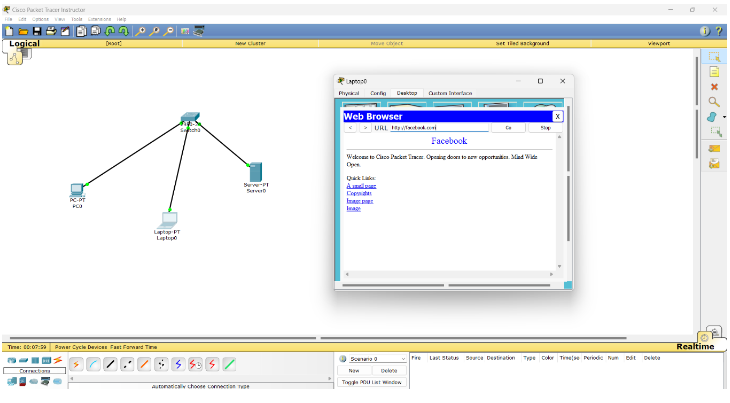 Cisco Packet Tracer Instructor
File Edit Options View Tools Extensions Help
Logical [Root] New Cluster Move Object Set Tiled Background Viewport
Laptop0
Physical Config Desktop Custom Interface
Web Browser X
< > URL http://facebook.com Go Stop
Facebook
Welcome to Cisco Packet Tracer. Opening doors to new opportunities. Mind Wide
Open.
Quick Links:
A small page
Copyrights
Image page
Image
Switch0
Server-PT
Server0
PC-PT
PC0
Laptop-PT
Laptop0
Time: 00:07:59 Power Cycle Devices Fast Forward Time Realtime
Scenario 0
Fire Last Status Source Destination Type Color Time(sec Periodic Num Edit Delete
Connections
New Delete
Toggle PDU List Window
Automatically Choose Connection Type